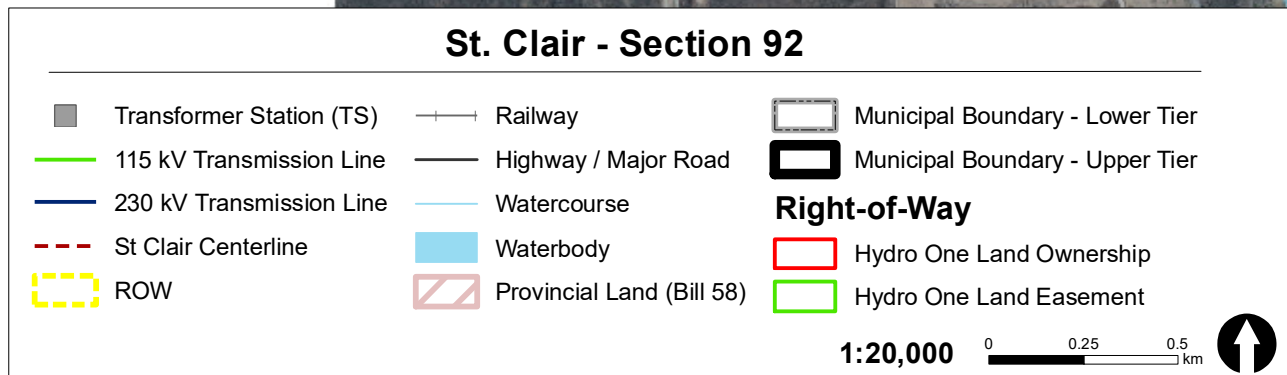 St. Clair - Section 92
Transformer Station (TS)
115 kV Transmission Line
230 kV Transmission Line
St Clair Centerline
ROW
Railway
Highway / Major Road
Watercourse
Waterbody
Provincial Land (Bill 58)
Municipal Boundary - Lower Tier
Municipal Boundary - Upper Tier
Right-of-Way
Hydro One Land Ownership
Hydro One Land Easement
1:20,000
0 0.25 0.5
km